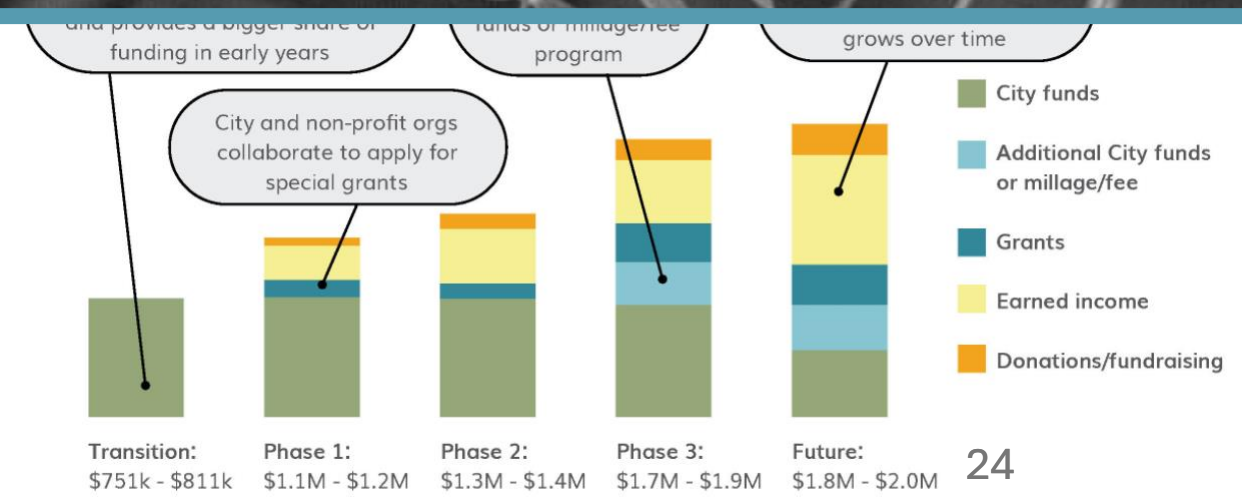 and provides a bigger share of
funding in early years
funds or millage/fee
program
grows over time
City and non-profit orgs
collaborate to apply for
special grants
City funds
Additional City funds
or millage/fee
Grants
Earned income
Donations/fundraising
Transition:
$751k - $811k
Phase 1:
$1.1M - $1.2M
Phase 2:
$1.3M - $1.4M
Phase 3:
$1.7M - $1.9M
Future:
$1.8M - $2.0M
24